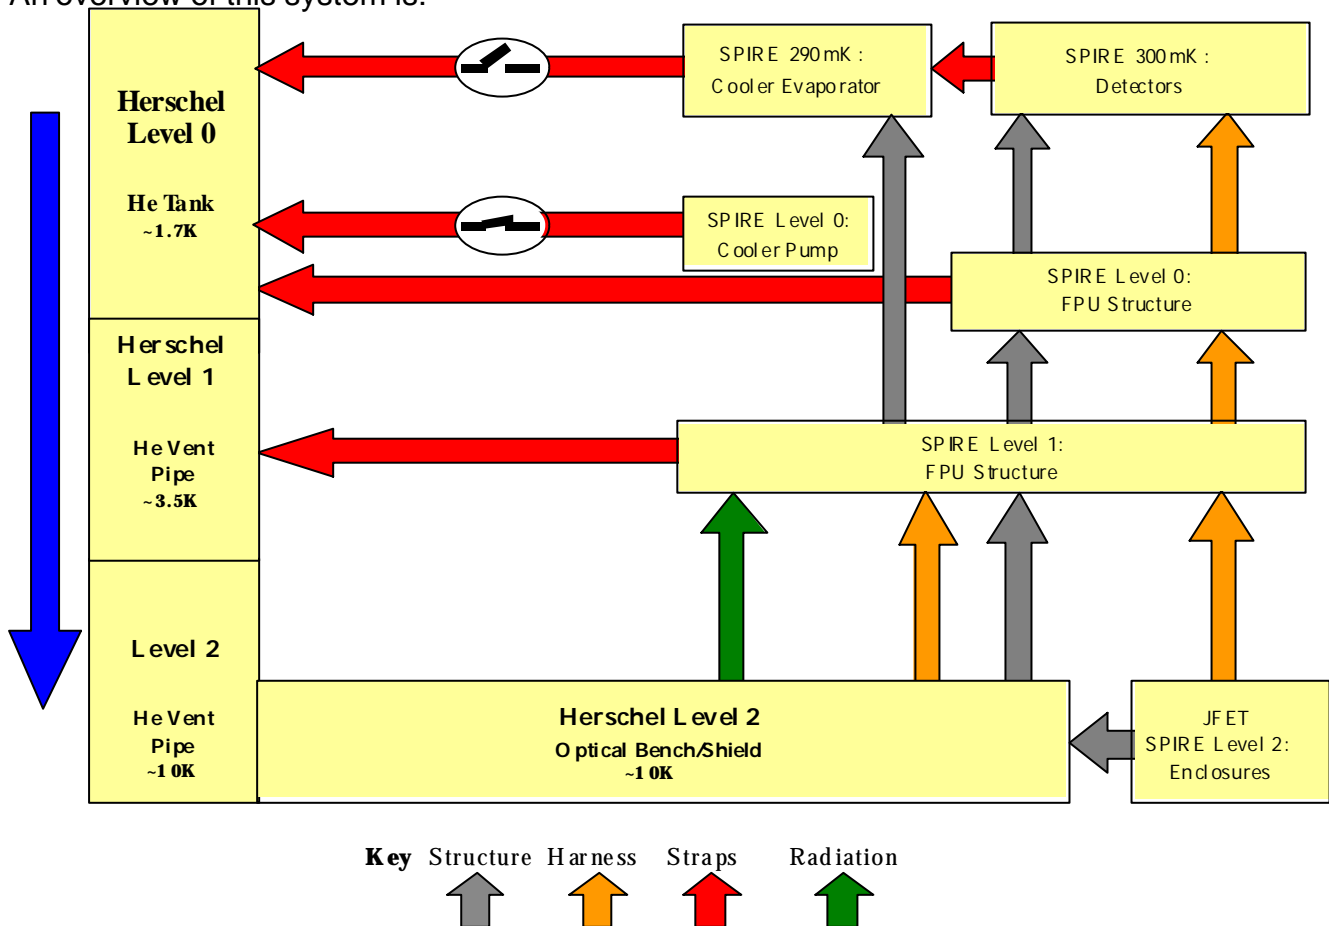 An overview of this system is:
Herschel
Level 0
He Tank
~1.7K
SPIRE 290mK :
Cooler Evaporator
SPIRE 300mK :
Detectors
SPIRE Level 0:
Cooler Pump
SPIRE Level 0:
FPU Structure
Herschel
Level 1
He Vent
Pipe
~3.5K
SPIRE Level 1:
FPU Structure
Level 2
He Vent
Pipe
~10K
Herschel Level 2
Optical Bench/Shield
~10K
JFET
SPIRE Level 2:
Enclosures
Key Structure Harness Straps Radiation